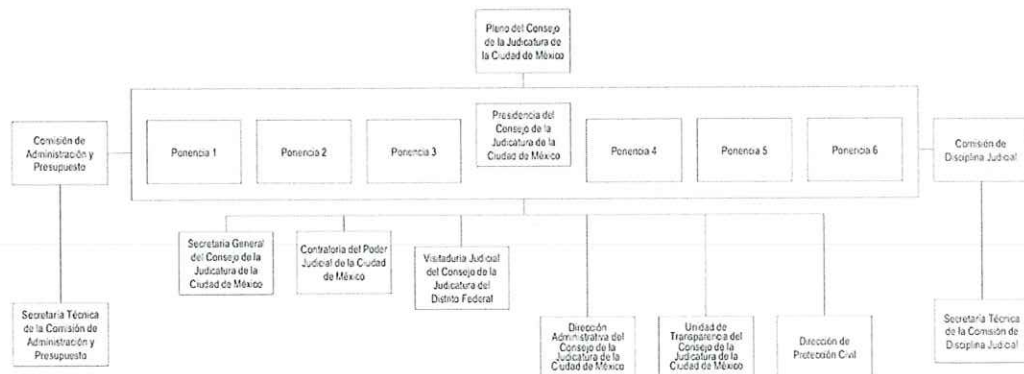 Pleno del Consejo
de la Judicatura de
la Ciudad de México
Comisión de
Administración y
Presupuesto
Ponencia 1
Ponencia 2
Ponencia 3
Presidencia del
Consejo de la
Judicatura de la
Ciudad de México
Ponencia 4
Ponencia 5
Ponencia 6
Comisión de
Disciplina Judicial
Secretaría General
del Consejo de la
Judicatura de la
Ciudad de México
Contraloría del Poder
Judicial de la Ciudad
de México
Visitaduría Judicial
del Consejo de la
Judicatura del
Distrito Federal
Secretaría Técnica
de la Comisión de
Administración y
Presupuesto
Dirección
Administrativa del
Consejo de la
Judicatura de la
Ciudad de México
Unidad de
Transparencia del
Consejo de la
Judicatura de la
Ciudad de México
Dirección de
Protección Civil
Secretaría Técnica
de la Comisión de
Disciplina Judicial